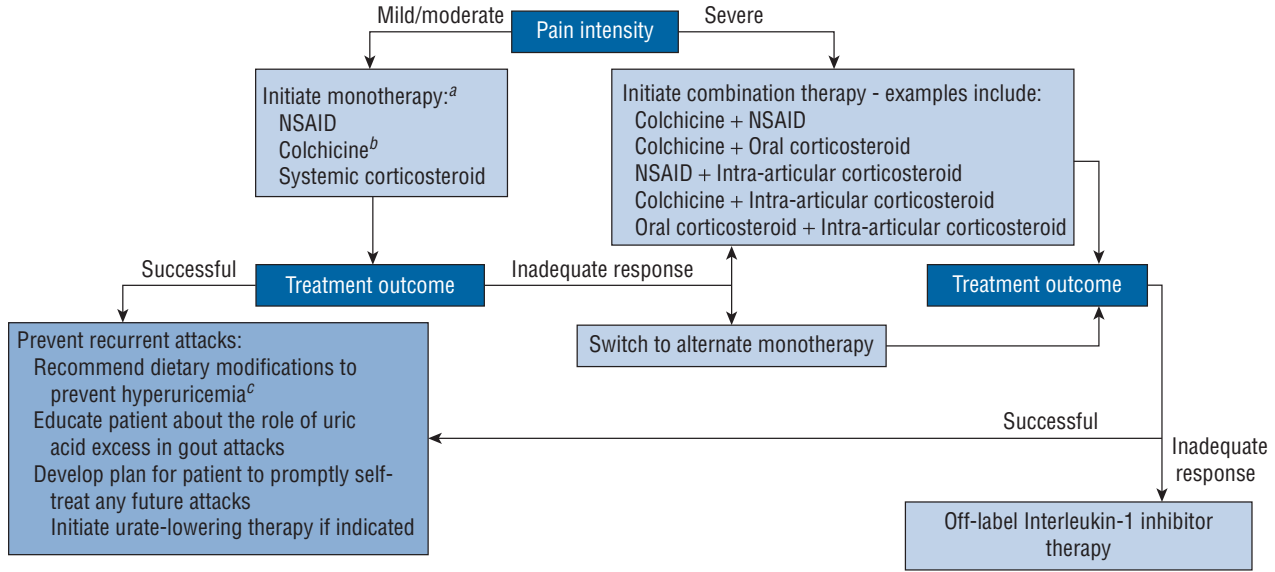 Mild/moderate
Pain intensity
Severe
Initiate monotherapy:a
NSAID
Colchicineb
Systemic corticosteroid
Initiate combination therapy - examples include:
Colchicine + NSAID
Colchicine + Oral corticosteroid
NSAID + Intra-articular corticosteroid
Colchicine + Intra-articular corticosteroid
Oral corticosteroid + Intra-articular corticosteroid
Successful
Treatment outcome
Inadequate response
Treatment outcome
Switch to alternate monotherapy
Prevent recurrent attacks:
Recommend dietary modifications to
prevent hyperuricemiac
Educate patient about the role of uric
acid excess in gout attacks
Develop plan for patient to promptly self-
treat any future attacks
Initiate urate-lowering therapy if indicated
Successful
Inadequate
response
Off-label Interleukin-1 inhibitor
therapy